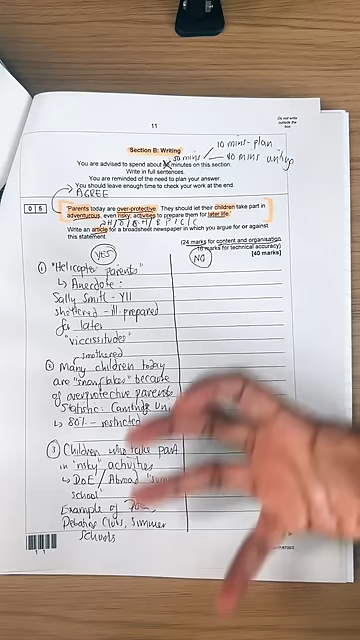 11
Do not write
outside the
box
Section B: Writing
10 mins - plan
50 mins
40 mins writing
You are advised to spend about minutes on this section.
Write in full sentences.
You are reminded of the need to plan your answer.
You should leave enough time to check your work at the end.
AGREE
0 5
'Parents today are over-protective. They should let their children take part in
adventurous, even risky, activities to prepare them for later life.'
Write an article for a broadsheet newspaper in which you argue for or against
this statement.
(24 marks for content and organisation
16 marks for technical accuracy)
[40 marks]
YES
NO
① "Helicopter parents"
↳ Anecdote:
Sally Smith - Y11
sheltered - ill-prepared
for later
"viccissitudes"
smothered
② Many children today
are "snowflakes" because
of overprotective parents
Statistic: Cambridge Uni
↳ 80% - restricted
③ Children who take part
in "risky" activities
↳ DoE / Abroad
school"
Example of
Debating Clubs, summer
schools